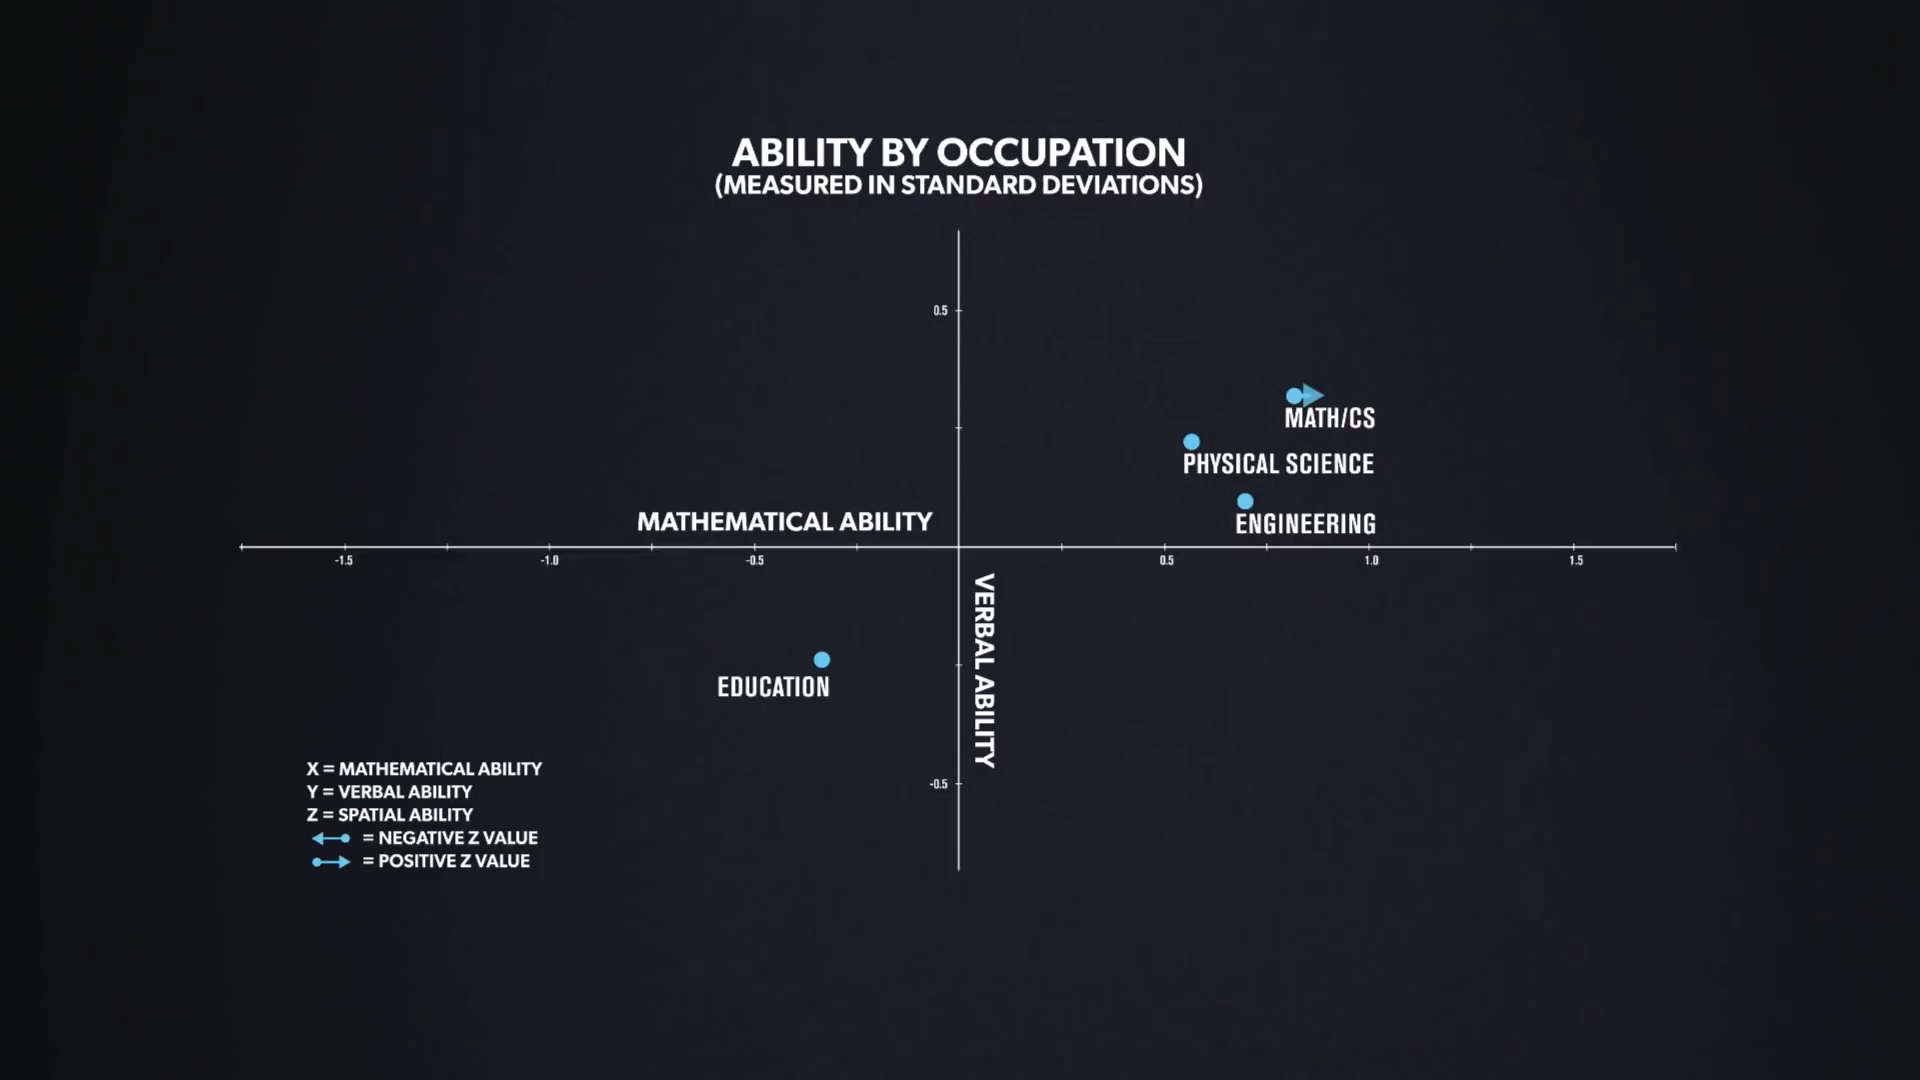 ABILITY BY OCCUPATION
(MEASURED IN STANDARD DEVIATIONS)
0.5
MATH/CS
PHYSICAL SCIENCE
MATHEMATICAL ABILITY
ENGINEERING
-1.5
-1.0
-0.5
0.5
1.0
1.5
VERBAL ABILITY
EDUCATION
-0.5
X = MATHEMATICAL ABILITY
Y = VERBAL ABILITY
Z = SPATIAL ABILITY
= NEGATIVE Z VALUE
= POSITIVE Z VALUE